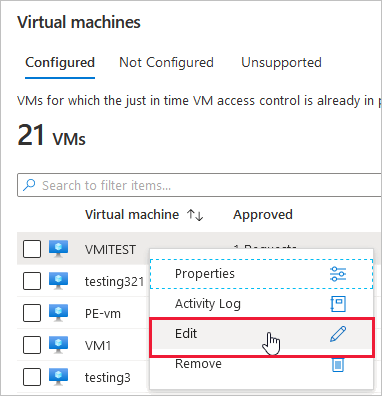 Virtual machines
Configured Not Configured Unsupported
VMs for which the just in time VM access control is already in
21 VMs
Search to filter items...
Virtual machine ↑↓ Approved
VMITEST 1 Requests
Properties
testing321
Activity Log
PE-vm
Edit
VM1
Remove
testing3